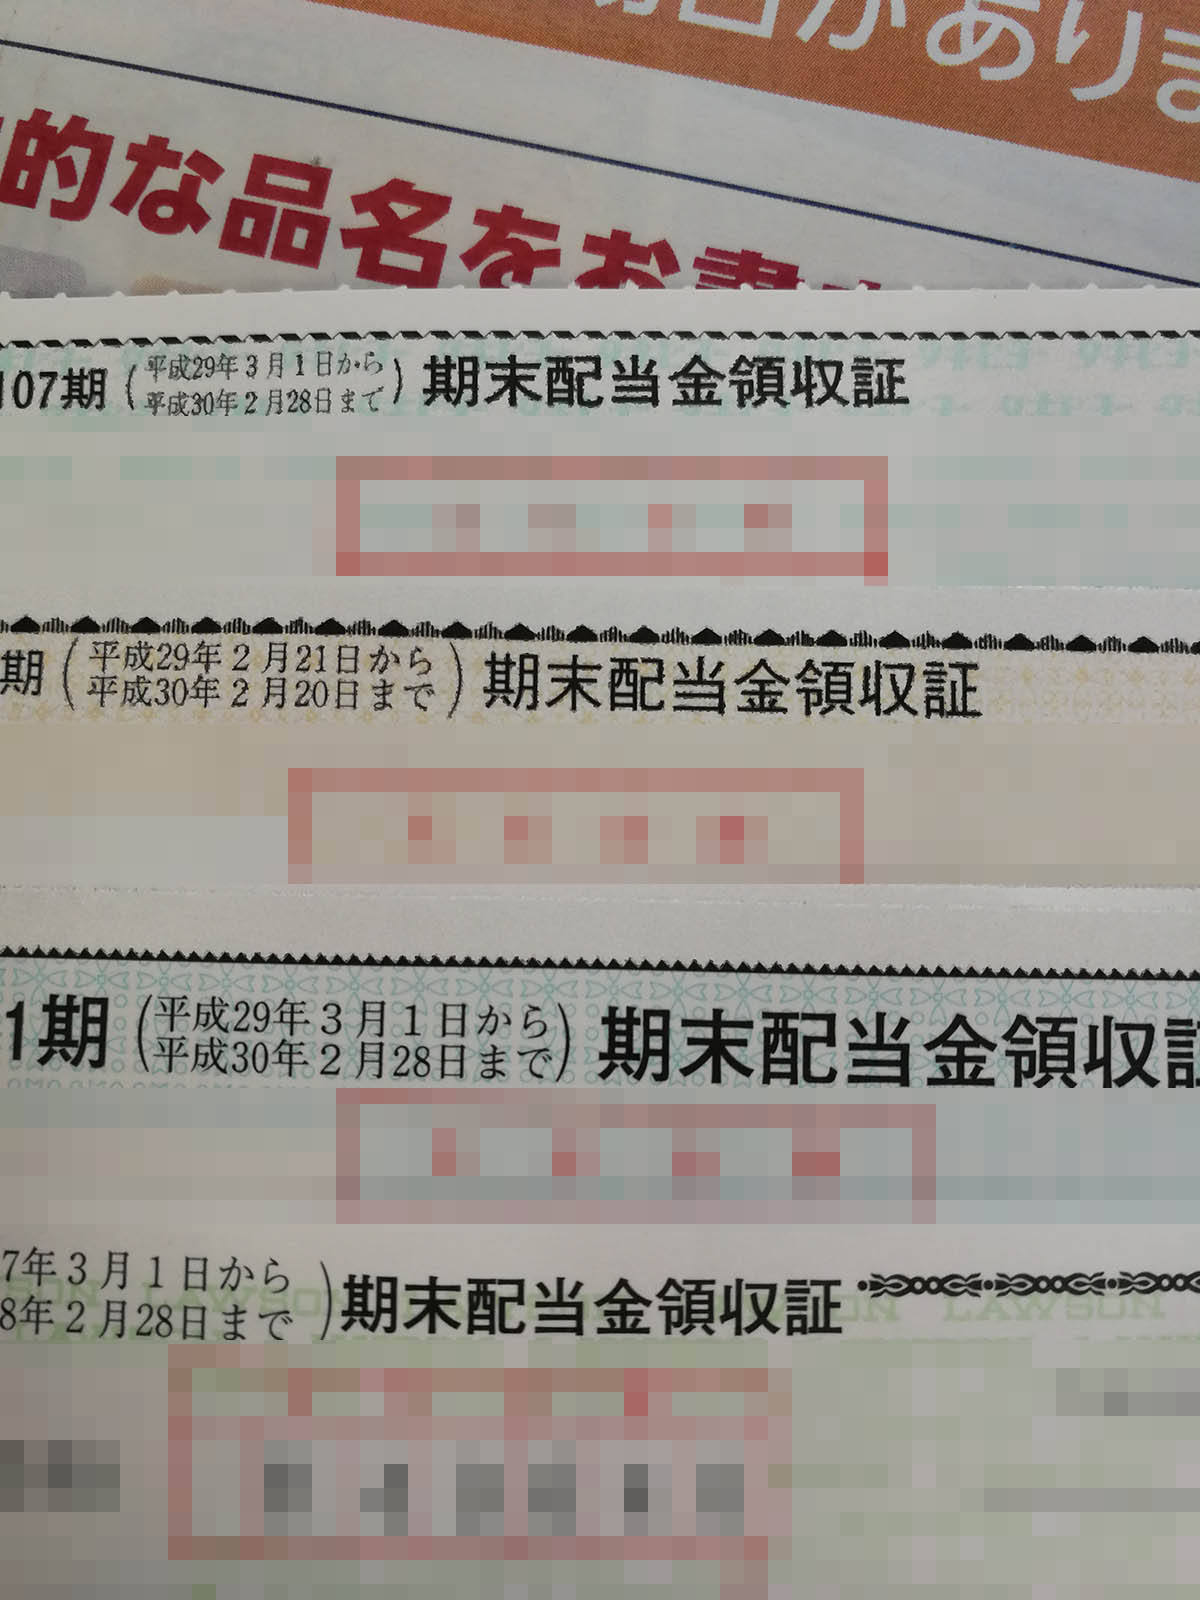 があります
的な品名をお書
107期 (平成29年3月1日から
平成30年2月28日まで) 期末配当金領収証
期 (平成29年2月21日から
平成30年2月20日まで) 期末配当金領収証
1期 (平成29年3月1日から
平成30年2月28日まで) 期末配当金領収証
7年3月1日から
8年2月28日まで) 期末配当金領収証
LAWSON